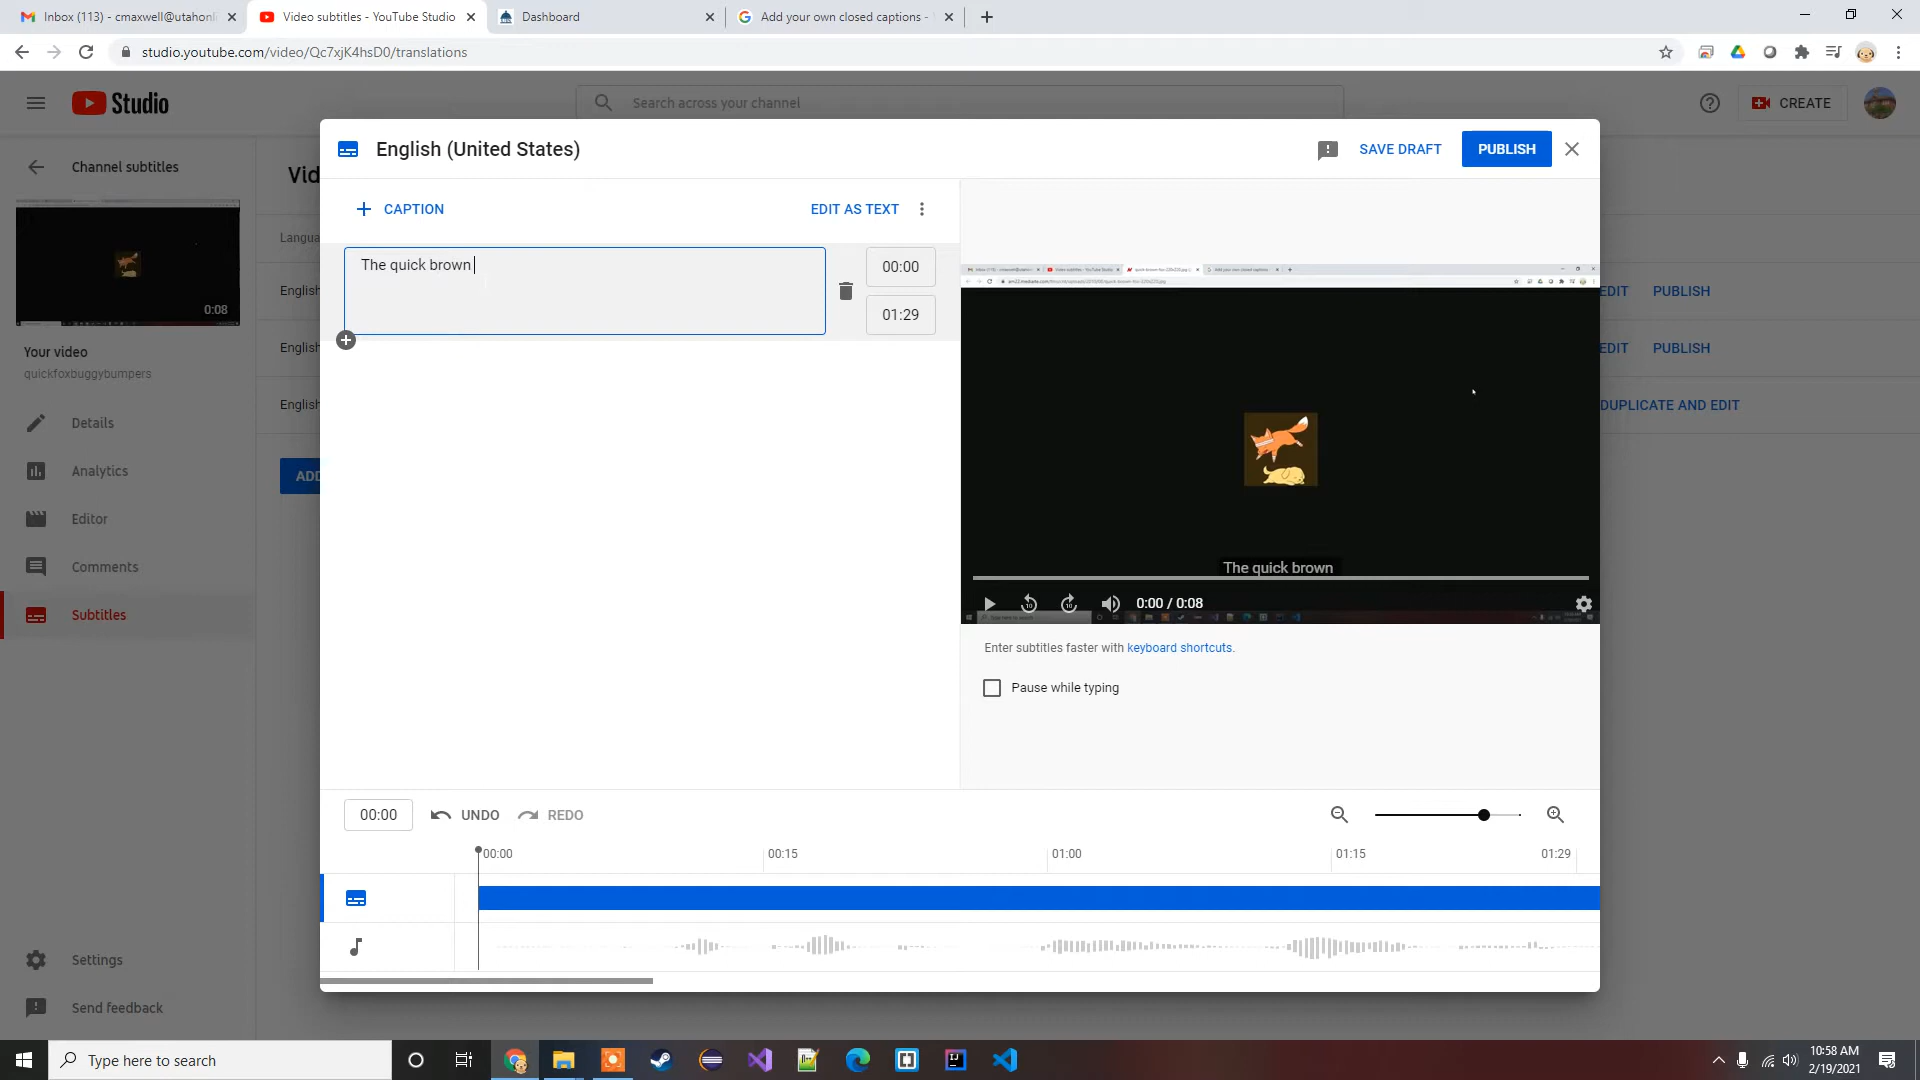 Inbox (113) - cmaxwell@utahonl
Video subtitles - YouTube Studio
Dashboard
Add your own closed captions -
studio.youtube.com/video/Qc7xjK4hsD0/translations
Studio
Search across your channel
CREATE
Channel subtitles
Vid
English (United States)
SAVE DRAFT
PUBLISH
CAPTION
EDIT AS TEXT
The quick brown
00:00
01:29
Langua
English
English
English
ADD
0:08
Your video
quickfoxbuggybumpers
Details
Analytics
Editor
Comments
Subtitles
Settings
Send feedback
EDIT
PUBLISH
EDIT
PUBLISH
DUPLICATE AND EDIT
The quick brown
10
10
0:00 / 0:08
Enter subtitles faster with keyboard shortcuts.
Pause while typing
00:00
UNDO
REDO
00:00
00:15
01:00
01:15
01:29
Type here to search
10:58 AM
2/19/2021